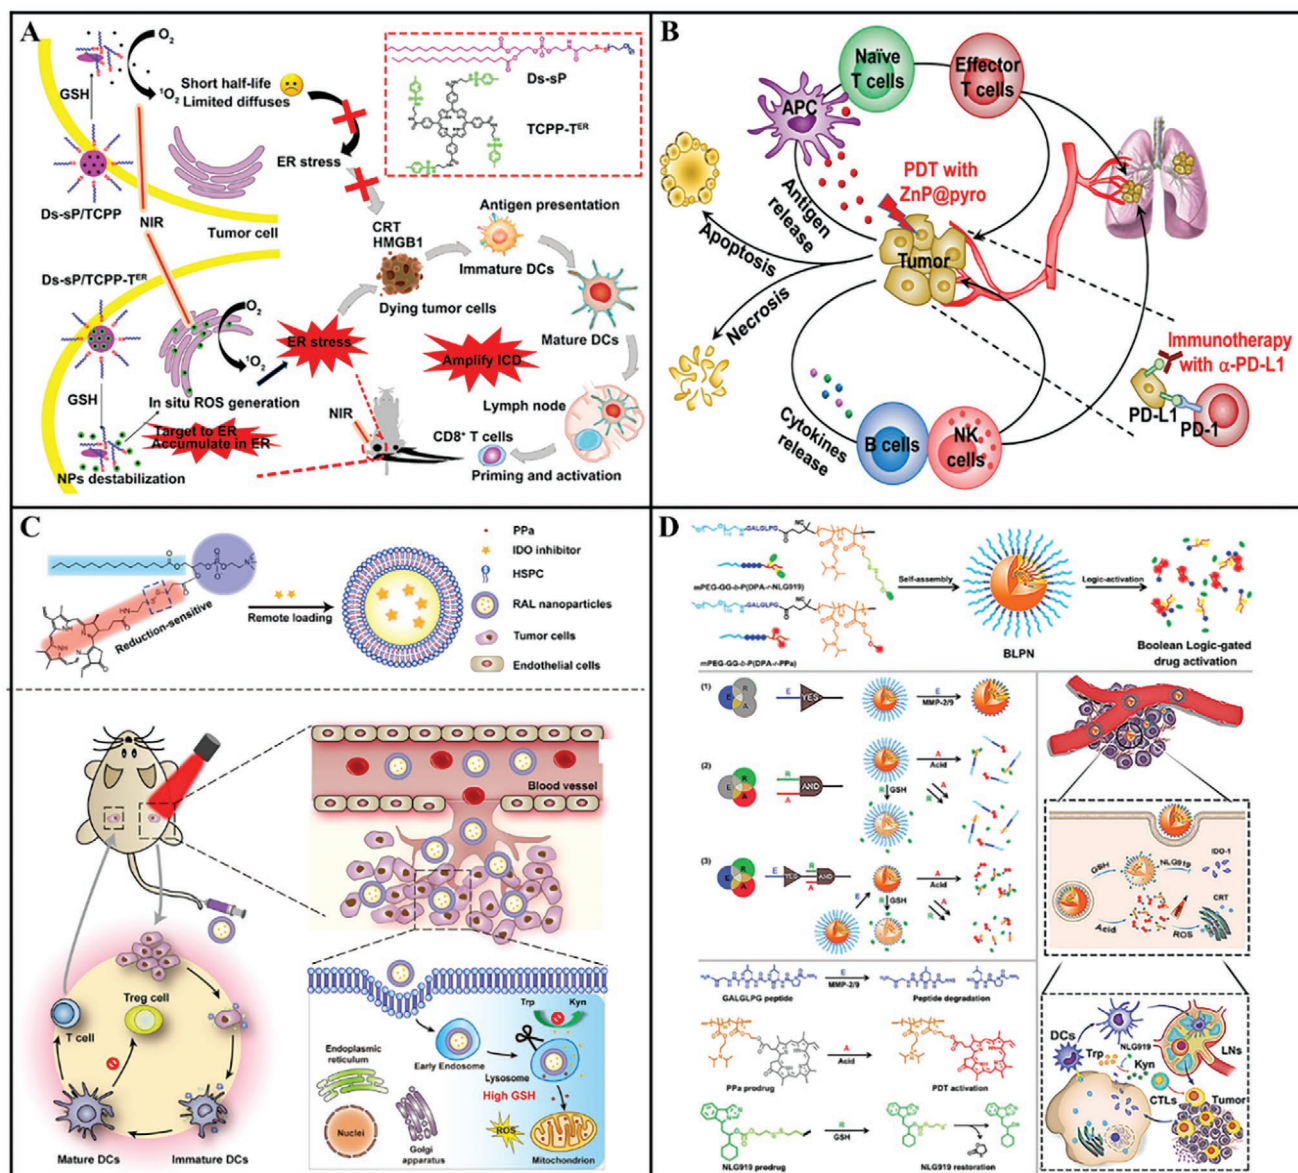 A
O₂
GSH
¹O₂
Short half-life
Limited diffuses
ER stress
Ds-sP/TCPP
NIR
Tumor cell
Ds-sP
TCPP-Tᴱᴿ
Ds-sP/TCPP-Tᴱᴿ
O₂
¹O₂
GSH
In situ ROS generation
Target to ER
Accumulate in ER
NPs destabilization
ER stress
CRT
HMGB1
Dying tumor cells
Antigen presentation
Immature DCs
Mature DCs
Amplify ICD
Lymph node
NIR
CD8⁺ T cells
Priming and activation
B
Naïve
T cells
Effector
T cells
APC
PDT with
ZnP@pyro
Antigen
release
Apoptosis
Necrosis
Tumor
Immunotherapy
with α-PD-L1
PD-L1
PD-1
Cytokines
release
B cells
NK
cells
C
Reduction-sensitive
Remote loading
PPa
IDO inhibitor
HSPC
RAL nanoparticles
Tumor cells
Endothelial cells
Blood vessel
Treg cell
T cell
Mature DCs
Immature DCs
Trp
Kyn
Endoplasmic
reticulum
Early Endosome
Lysosome
High GSH
Nuclei
Golgi
apparatus
ROS
Mitochondrion
D
GALGLPG
NC
mPEG-GG-b-P(DPA-r-NLG919)
Self-assembly
Logic-activation
GALGLPG
NC
mPEG-GG-b-P(DPA-r-PPa)
BLPN
Boolean Logic-gated
drug activation
(1)
E
R
A
E
YES
E
MMP-2/9
(2)
E
R
A
R
A
AND
A
Acid
GSH
R
A
R
(3)
E
R
A
E
YES
R
A
AND
A
Acid
E
R
GSH
A
R
GSH
NLG919
IDO-1
Acid
ROS
CRT
E
MMP-2/9
GALGLPG peptide
Peptide degradation
A
Acid
PPa prodrug
PDT activation
R
GSH
NLG919 prodrug
NLG919 restoration
DCs
NLG919
Trp
Kyn
LNs
CTLs
Tumor